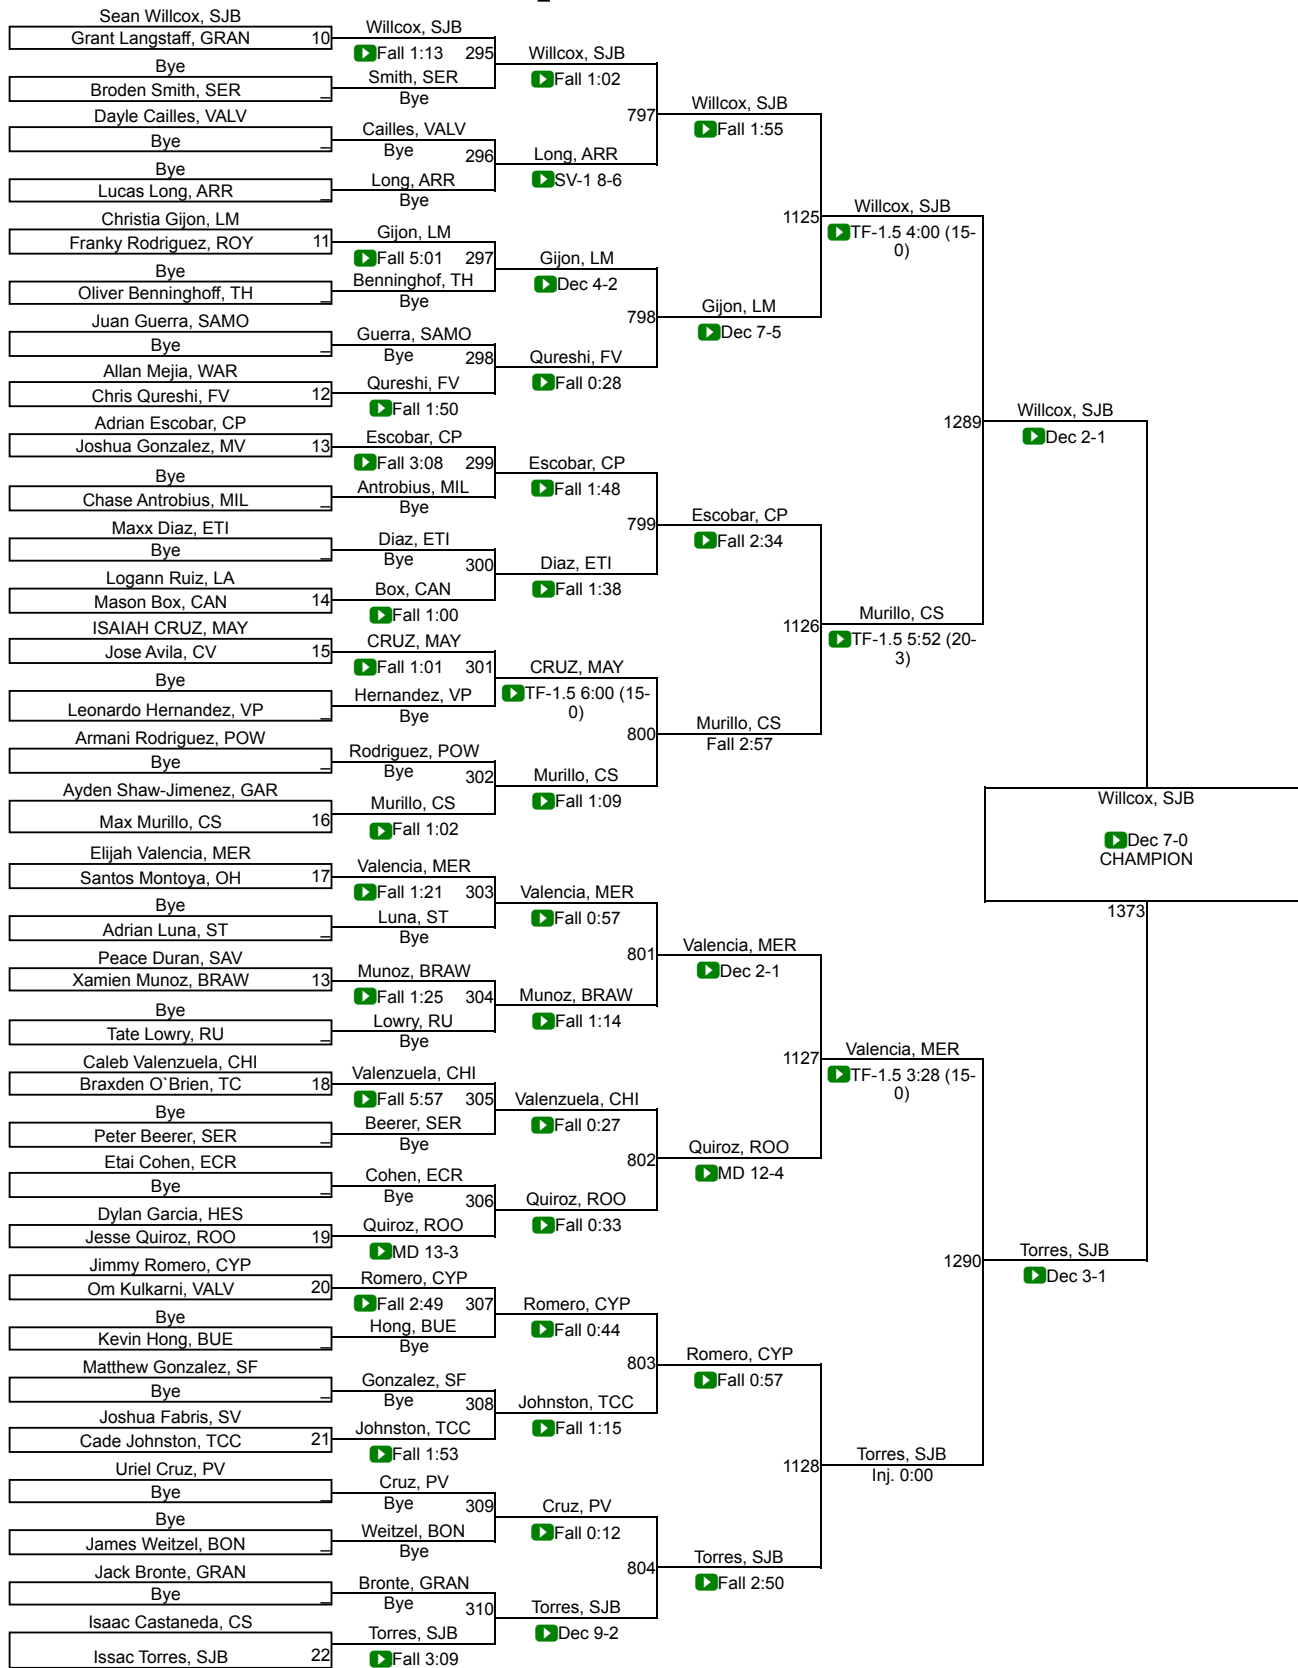 Sean Willcox, SJB
Grant Langstaff, GRAN 10
Bye
Broden Smith, SER _
Dayle Cailles, VALV
Bye _
Bye
Lucas Long, ARR _
Christia Gijon, LM
Franky Rodriguez, ROY 11
Bye
Oliver Benninghoff, TH _
Juan Guerra, SAMO
Bye _
Allan Mejia, WAR
Chris Qureshi, FV 12
Adrian Escobar, CP
Joshua Gonzalez, MV 13
Bye
Chase Antrobius, MIL _
Maxx Diaz, ETI
Bye _
Logann Ruiz, LA
Mason Box, CAN 14
ISAIAH CRUZ, MAY
Jose Avila, CV 15
Bye
Leonardo Hernandez, VP _
Armani Rodriguez, POW
Bye _
Ayden Shaw-Jimenez, GAR
Max Murillo, CS 16
Elijah Valencia, MER
Santos Montoya, OH 17
Bye
Adrian Luna, ST _
Peace Duran, SAV
Xamien Munoz, BRAW 13
Bye
Tate Lowry, RU _
Caleb Valenzuela, CHI
Braxden O`Brien, TC 18
Bye
Peter Beerer, SER _
Etai Cohen, ECR
Bye _
Dylan Garcia, HES
Jesse Quiroz, ROO 19
Jimmy Romero, CYP
Om Kulkarni, VALV 20
Bye
Kevin Hong, BUE _
Matthew Gonzalez, SF
Bye _
Joshua Fabris, SV
Cade Johnston, TCC 21
Uriel Cruz, PV
Bye _
Bye
James Weitzel, BON _
Jack Bronte, GRAN
Bye _
Isaac Castaneda, CS
Issac Torres, SJB 22
Willcox, SJB
Fall 1:13 295
Smith, SER
Bye
Cailles, VALV
Bye 296
Long, ARR
Bye
Gijon, LM
Fall 5:01 297
Benninghof, TH
Bye
Guerra, SAMO
Bye 298
Qureshi, FV
Fall 1:50
Escobar, CP
Fall 3:08 299
Antrobius, MIL
Bye
Diaz, ETI
Bye 300
Box, CAN
Fall 1:00
CRUZ, MAY
Fall 1:01 301
Hernandez, VP
Bye
Rodriguez, POW
Bye 302
Murillo, CS
Fall 1:02
Valencia, MER
Fall 1:21 303
Luna, ST
Bye
Munoz, BRAW
Fall 1:25 304
Lowry, RU
Bye
Valenzuela, CHI
Fall 5:57 305
Beerer, SER
Bye
Cohen, ECR
Bye 306
Quiroz, ROO
MD 13-3
Romero, CYP
Fall 2:49 307
Hong, BUE
Bye
Gonzalez, SF
Bye 308
Johnston, TCC
Fall 1:53
Cruz, PV
Bye 309
Weitzel, BON
Bye
Bronte, GRAN
Bye 310
Torres, SJB
Fall 3:09
Willcox, SJB
Fall 1:02
797
Long, ARR
SV-1 8-6
Gijon, LM
Dec 4-2
798
Qureshi, FV
Fall 0:28
Escobar, CP
Fall 1:48
799
Diaz, ETI
Fall 1:38
CRUZ, MAY
TF-1.5 6:00 (15-
0)
800
Murillo, CS
Fall 1:09
Valencia, MER
Fall 0:57
801
Munoz, BRAW
Fall 1:14
Valenzuela, CHI
Fall 0:27
802
Quiroz, ROO
Fall 0:33
Romero, CYP
Fall 0:44
803
Johnston, TCC
Fall 1:15
Cruz, PV
Fall 0:12
804
Torres, SJB
Dec 9-2
Willcox, SJB
Fall 1:55
1125
Gijon, LM
Dec 7-5
Escobar, CP
Fall 2:34
1126
Murillo, CS
Fall 2:57
Valencia, MER
Dec 2-1
1127
Quiroz, ROO
MD 12-4
Romero, CYP
Fall 0:57
1128
Torres, SJB
Fall 2:50
Willcox, SJB
TF-1.5 4:00 (15-
0)
1289
Murillo, CS
TF-1.5 5:52 (20-
3)
Valencia, MER
TF-1.5 3:28 (15-
0)
1290
Torres, SJB
Inj. 0:00
Willcox, SJB
Dec 2-1
Torres, SJB
Dec 3-1
Willcox, SJB
Dec 7-0
CHAMPION
1373